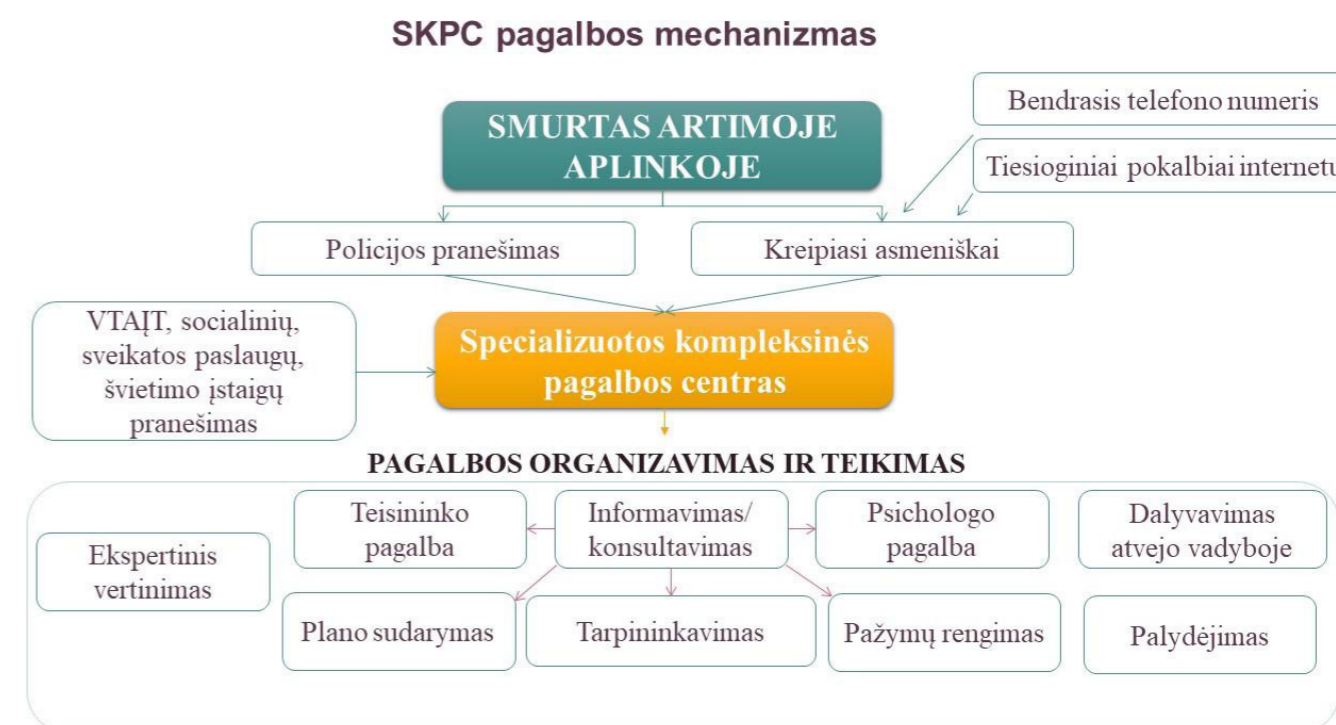 SKPC pagalbos mechanizmas
Bendrasis telefono numeris
SMURTAS ARTIMOJE
APLINKOJE
Tiesioginiai pokalbiai internetu
Policijos pranešimas
Kreipiasi asmeniškai
VTAĮT, socialinių,
sveikatos paslaugų,
švietimo įstaigų
pranešimas
Specializuotos kompleksinės
pagalbos centras
PAGALBOS ORGANIZAVIMAS IR TEIKIMAS
Ekspertinis
vertinimas
Teisininko
pagalba
Informavimas/
konsultavimas
Psichologo
pagalba
Dalyvavimas
atvejo vadyboje
Plano sudarymas
Tarpininkavimas
Pažymų rengimas
Palydėjimas